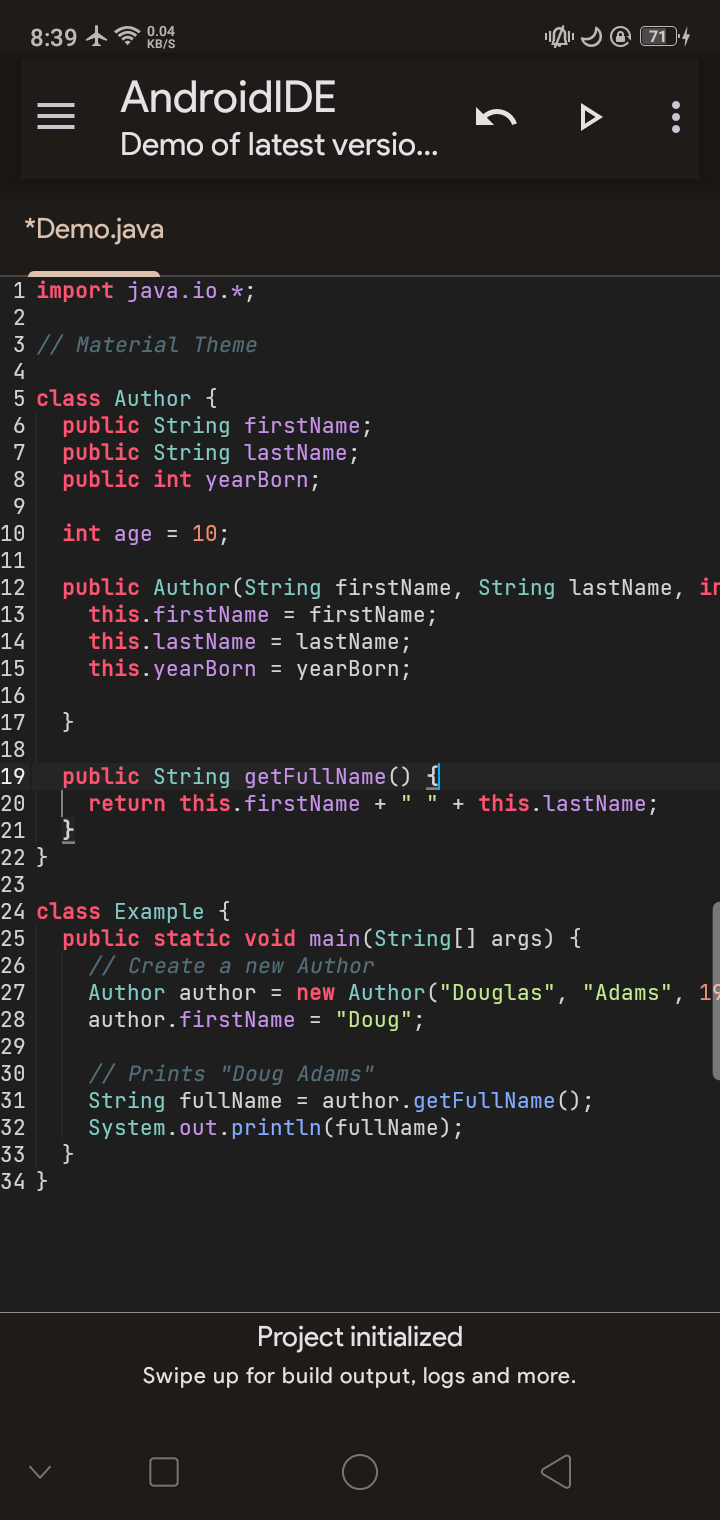 8:39 0.04 KB/S 71
AndroidIDE
Demo of latest versio...
*Demo.java
1 import java.io.*;
2
3 // Material Theme
4
5 class Author {
6 public String firstName;
7 public String lastName;
8 public int yearBorn;
9
10 int age = 10;
11
12 public Author(String firstName, String lastName, in
13 this.firstName = firstName;
14 this.lastName = lastName;
15 this.yearBorn = yearBorn;
16
17 }
18
19 public String getFullName() {
20 return this.firstName + " " + this.lastName;
21 }
22 }
23
24 class Example {
25 public static void main(String[] args) {
26 // Create a new Author
27 Author author = new Author("Douglas", "Adams", 19
28 author.firstName = "Doug";
29
30 // Prints "Doug Adams"
31 String fullName = author.getFullName();
32 System.out.println(fullName);
33 }
34 }
Project initialized
Swipe up for build output, logs and more.